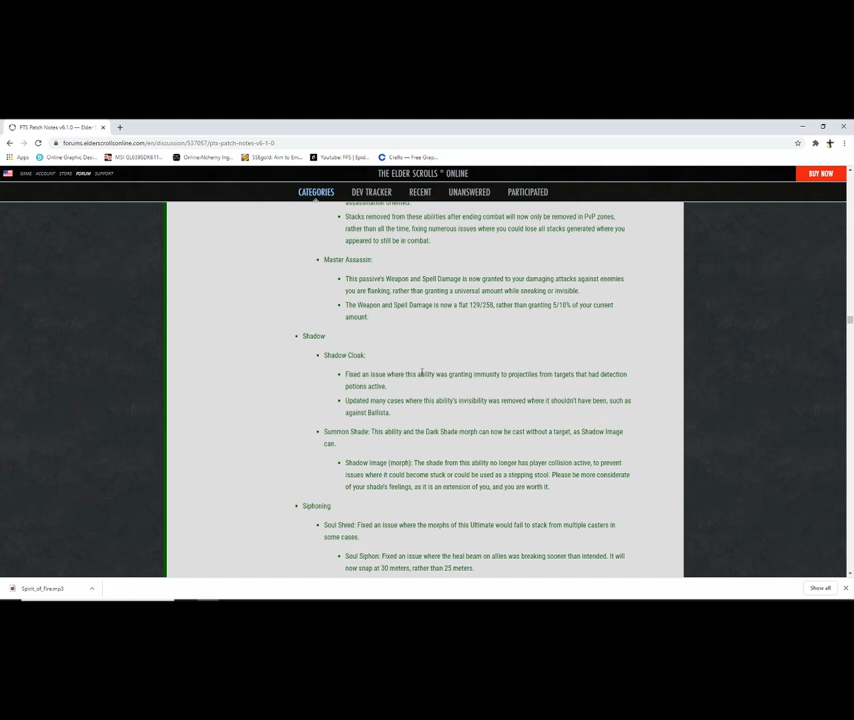 PTS Patch Notes v6-1-0 — Elder S
forums.elderscrollsonline.com/en/discussion/537057/pts-patch-notes-v6-1-0
Apps Online Graphic Desi... MSI GL6395DK611... Online:Alchemy Ing... SSEgold: Aim to Em... Youtube: FPS | Epid... Crello — Free Grap...
GAME ACCOUNT STORE FORUM SUPPORT THE ELDER SCROLLS ® ONLINE BUY NOW
CATEGORIES DEV TRACKER RECENT UNANSWERED PARTICIPATED
assassination oriented.
• Stacks removed from these abilities after ending combat will now only be removed in PvP zones,
rather than all the time, fixing numerous issues where you could lose all stacks generated where you
appeared to still be in combat.
• Master Assassin:
• This passive's Weapon and Spell Damage is now granted to your damaging attacks against enemies
you are flanking, rather than granting a universal amount while sneaking or invisible.
• The Weapon and Spell Damage is now a flat 129/258, rather than granting 5/10% of your current
amount.
• Shadow
• Shadow Cloak:
• Fixed an issue where this ability was granting immunity to projectiles from targets that had detection
potions active.
• Updated many cases where this ability's invisibility was removed where it shouldn't have been, such as
against Ballista.
• Summon Shade: This ability and the Dark Shade morph can now be cast without a target, as Shadow Image
can.
• Shadow Image (morph): The shade from this ability no longer has player collision active, to prevent
issues where it could become stuck or could be used as a stepping stool. Please be more considerate
of your shade's feelings, as it is an extension of you, and you are worth it.
• Siphoning
• Soul Shred: Fixed an issue where the morphs of this Ultimate would fail to stack from multiple casters in
some cases.
• Soul Siphon: Fixed an issue where the heal beam on allies was breaking sooner than intended. It will
now snap at 30 meters, rather than 25 meters.
Spirit_of_Fire.mp3 Show all